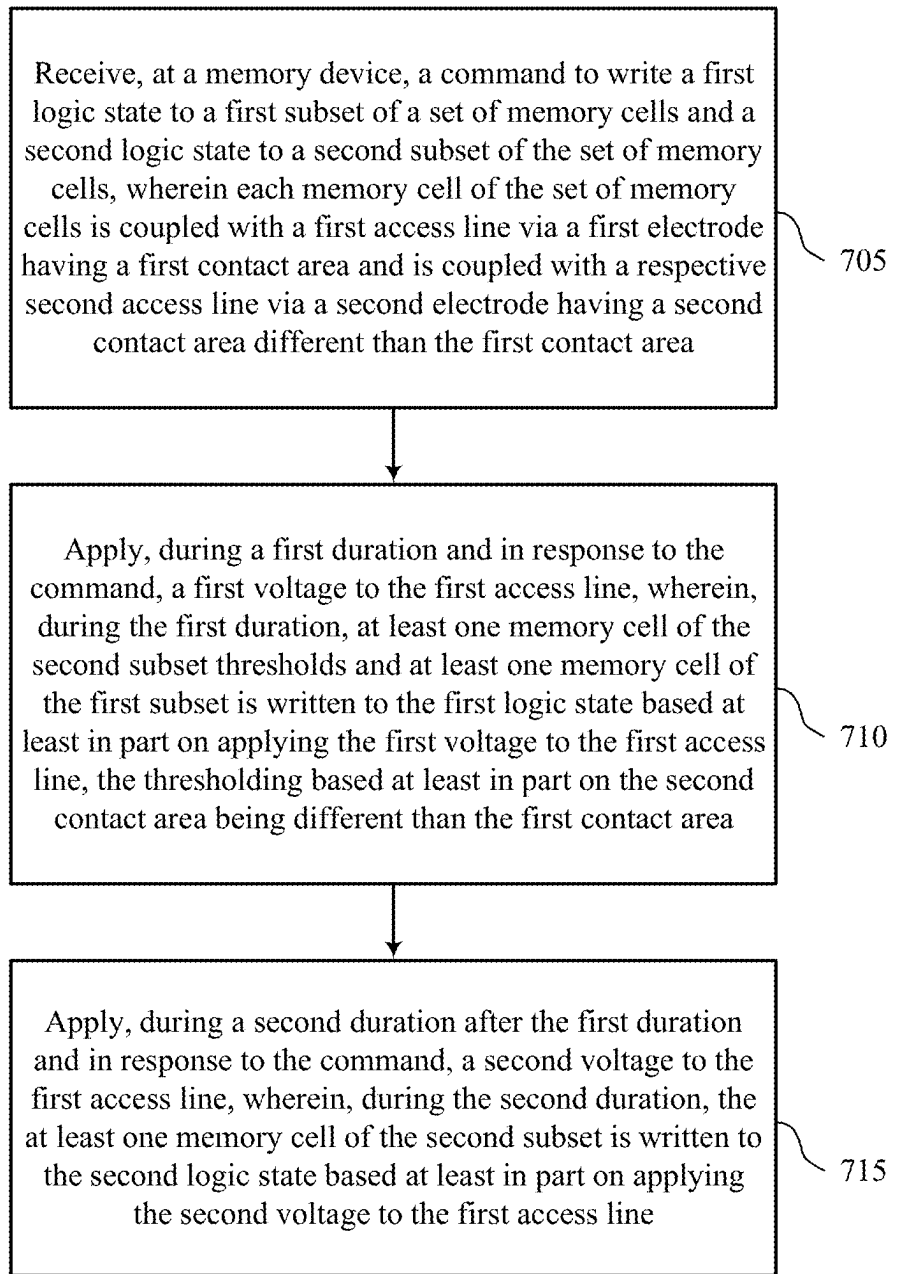 Receive, at a memory device, a command to write a first
logic state to a first subset of a set of memory cells and a
second logic state to a second subset of the set of memory
cells, wherein each memory cell of the set of memory
cells is coupled with a first access line via a first electrode
having a first contact area and is coupled with a respective
second access line via a second electrode having a second
contact area different than the first contact area
705
Apply, during a first duration and in response to the
command, a first voltage to the first access line, wherein,
during the first duration, at least one memory cell of the
second subset thresholds and at least one memory cell of
the first subset is written to the first logic state based at
least in part on applying the first voltage to the first access
line, the thresholding based at least in part on the second
contact area being different than the first contact area
710
Apply, during a second duration after the first duration
and in response to the command, a second voltage to the
first access line, wherein, during the second duration, the
at least one memory cell of the second subset is written to
the second logic state based at least in part on applying
the second voltage to the first access line
715